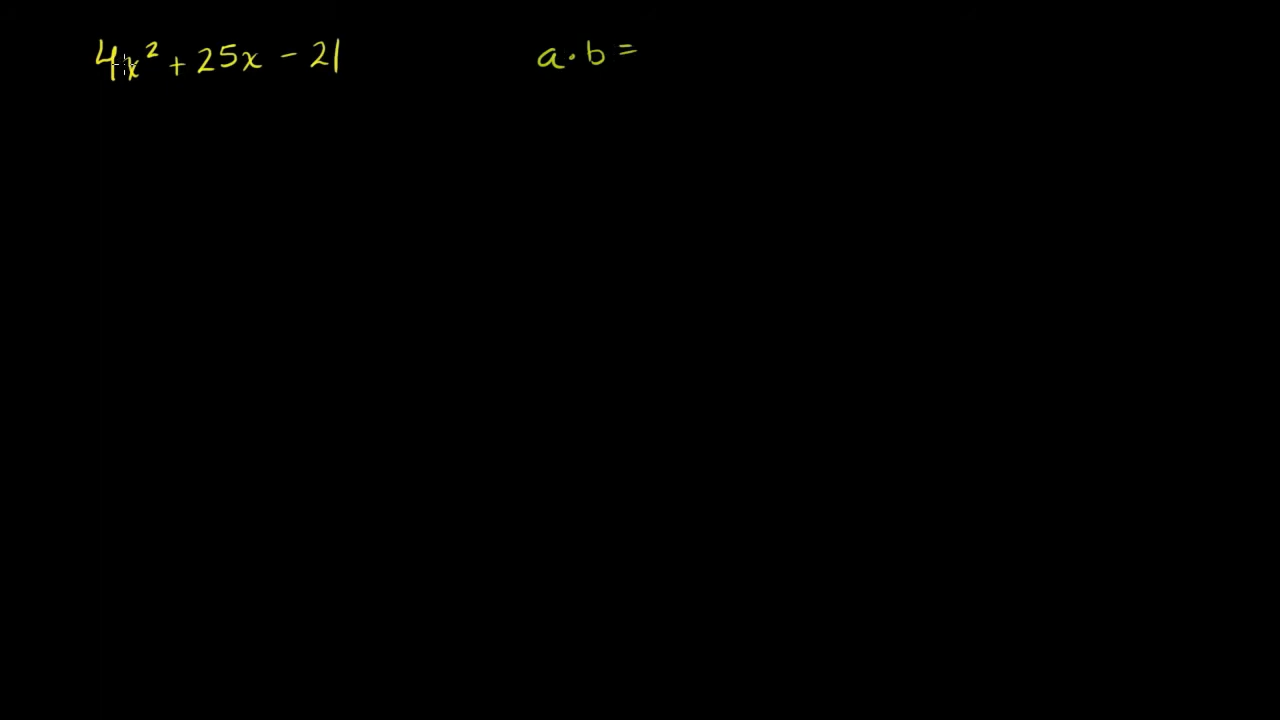 4x² + 25x - 21
a · b =